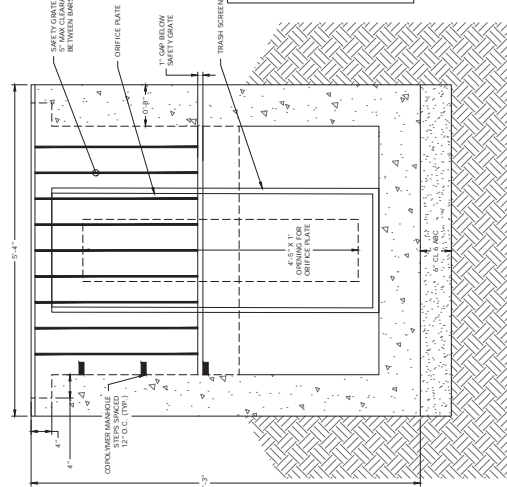 SAFETY GRATE
5" MAX CLEARA
BETWEEN BARS
ORIFICE PLATE
1" GAP BELOW
SAFETY GRATE
TRASH SCREEN
5'-4"
0'-8"
4'-5" X 1'
OPENING FOR
ORIFICE PLATE
6" CL 6 ABC
COPOLYMER MANHOLE
STEPS SPACED
12" O.C. (TYP.)
4"
4"
'-3"